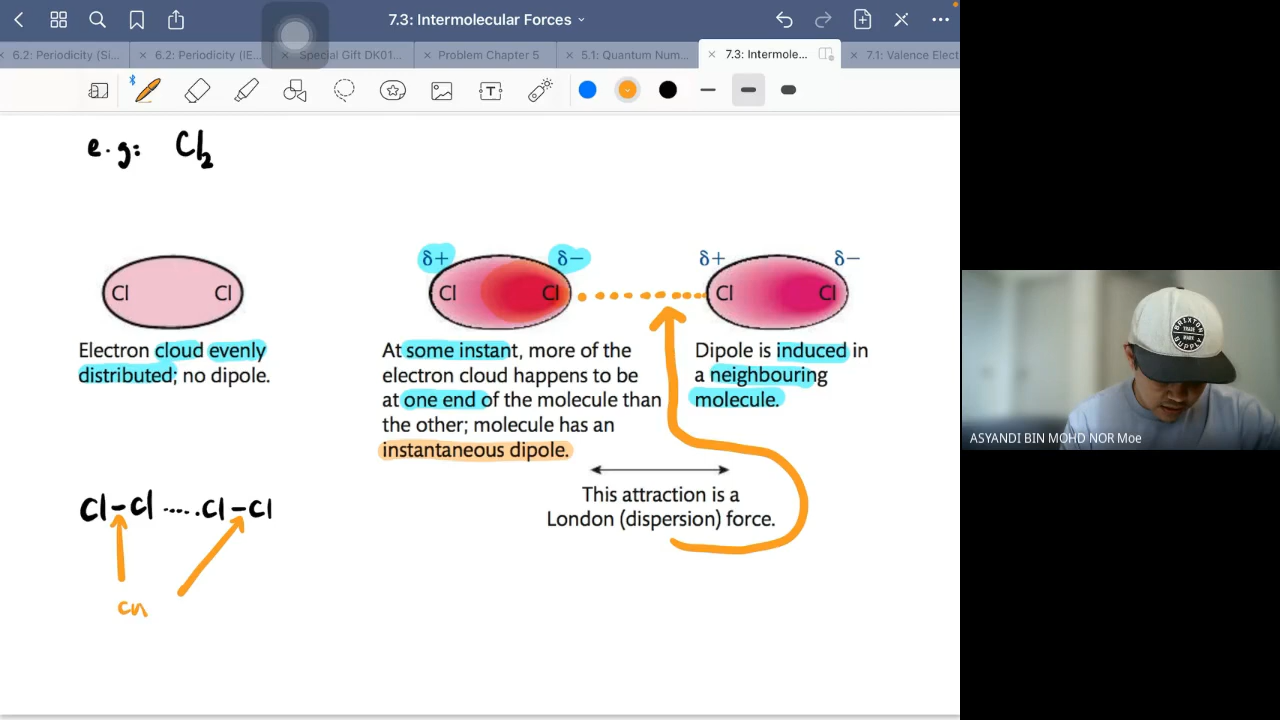 7.3: Intermolecular Forces
6.2: Periodicity (Si...
6.2: Periodicity (IE...
Special Gift DK01...
Problem Chapter 5
5.1: Quantum Num...
7.3: Intermole...
7.1: Valence Elect
e.g: Cl₂
δ+ δ− δ+ δ−
Cl Cl Cl Cl Cl Cl
Electron cloud evenly
distributed; no dipole.
At some instant, more of the
electron cloud happens to be
at one end of the molecule than
the other; molecule has an
instantaneous dipole.
Dipole is induced in
a neighbouring
molecule.
This attraction is a
London (dispersion) force.
Cl-Cl.....Cl-Cl
BRIXTON
SUPPLY
ASYANDI BIN MOHD NOR Moe